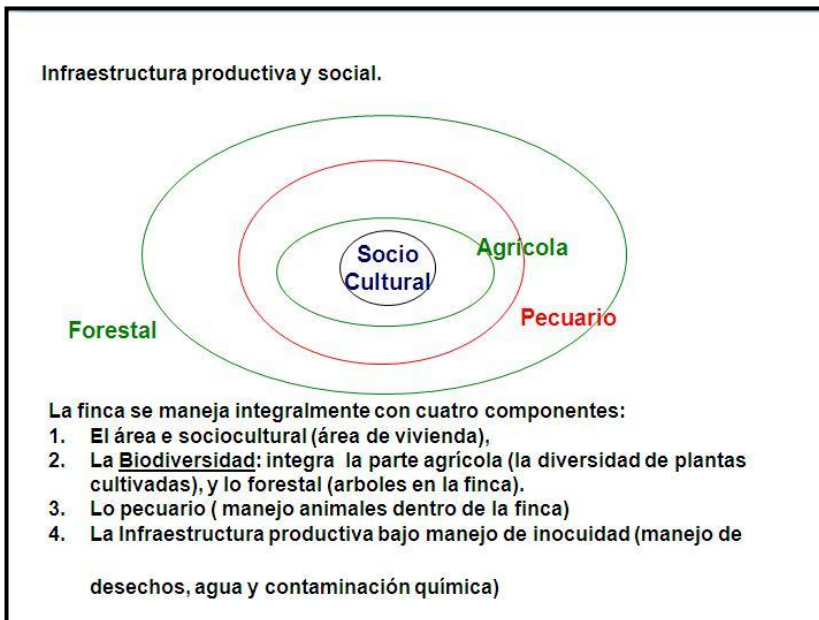 Infraestructura productiva y social.
Socio
Cultural
Agrícola
Pecuario
Forestal
La finca se maneja integralmente con cuatro componentes:
1. El área e sociocultural (área de vivienda),
2. La Biodiversidad: integra la parte agrícola (la diversidad de plantas
cultivadas), y lo forestal (arboles en la finca).
3. Lo pecuario ( manejo animales dentro de la finca)
4. La Infraestructura productiva bajo manejo de inocuidad (manejo de
desechos, agua y contaminación química)